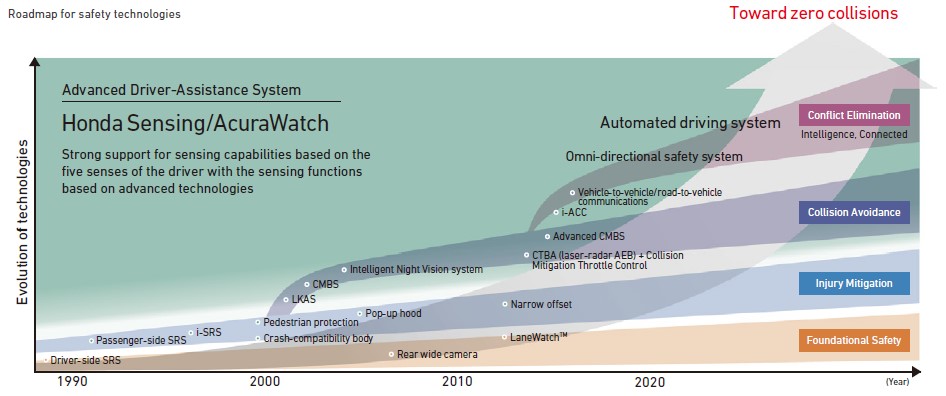 Roadmap for safety technologies
Toward zero collisions
Advanced Driver-Assistance System
Honda Sensing/AcuraWatch
Strong support for sensing capabilities based on the
five senses of the driver with the sensing functions
based on advanced technologies
Evolution of technologies
Automated driving system
Conflict Elimination
Intelligence, Connected
Omni-directional safety system
Vehicle-to-vehicle/road-to-vehicle
communications
i-ACC
Collision Avoidance
Advanced CMBS
CTBA (laser-radar AEB) + Collision
Mitigation Throttle Control
Intelligent Night Vision system
CMBS
LKAS
Injury Mitigation
Narrow offset
Pop-up hood
Pedestrian protection
i-SRS
Passenger-side SRS
Crash-compatibility body
LaneWatch™
Foundational Safety
Rear wide camera
Driver-side SRS
1990
2000
2010
2020
(Year)